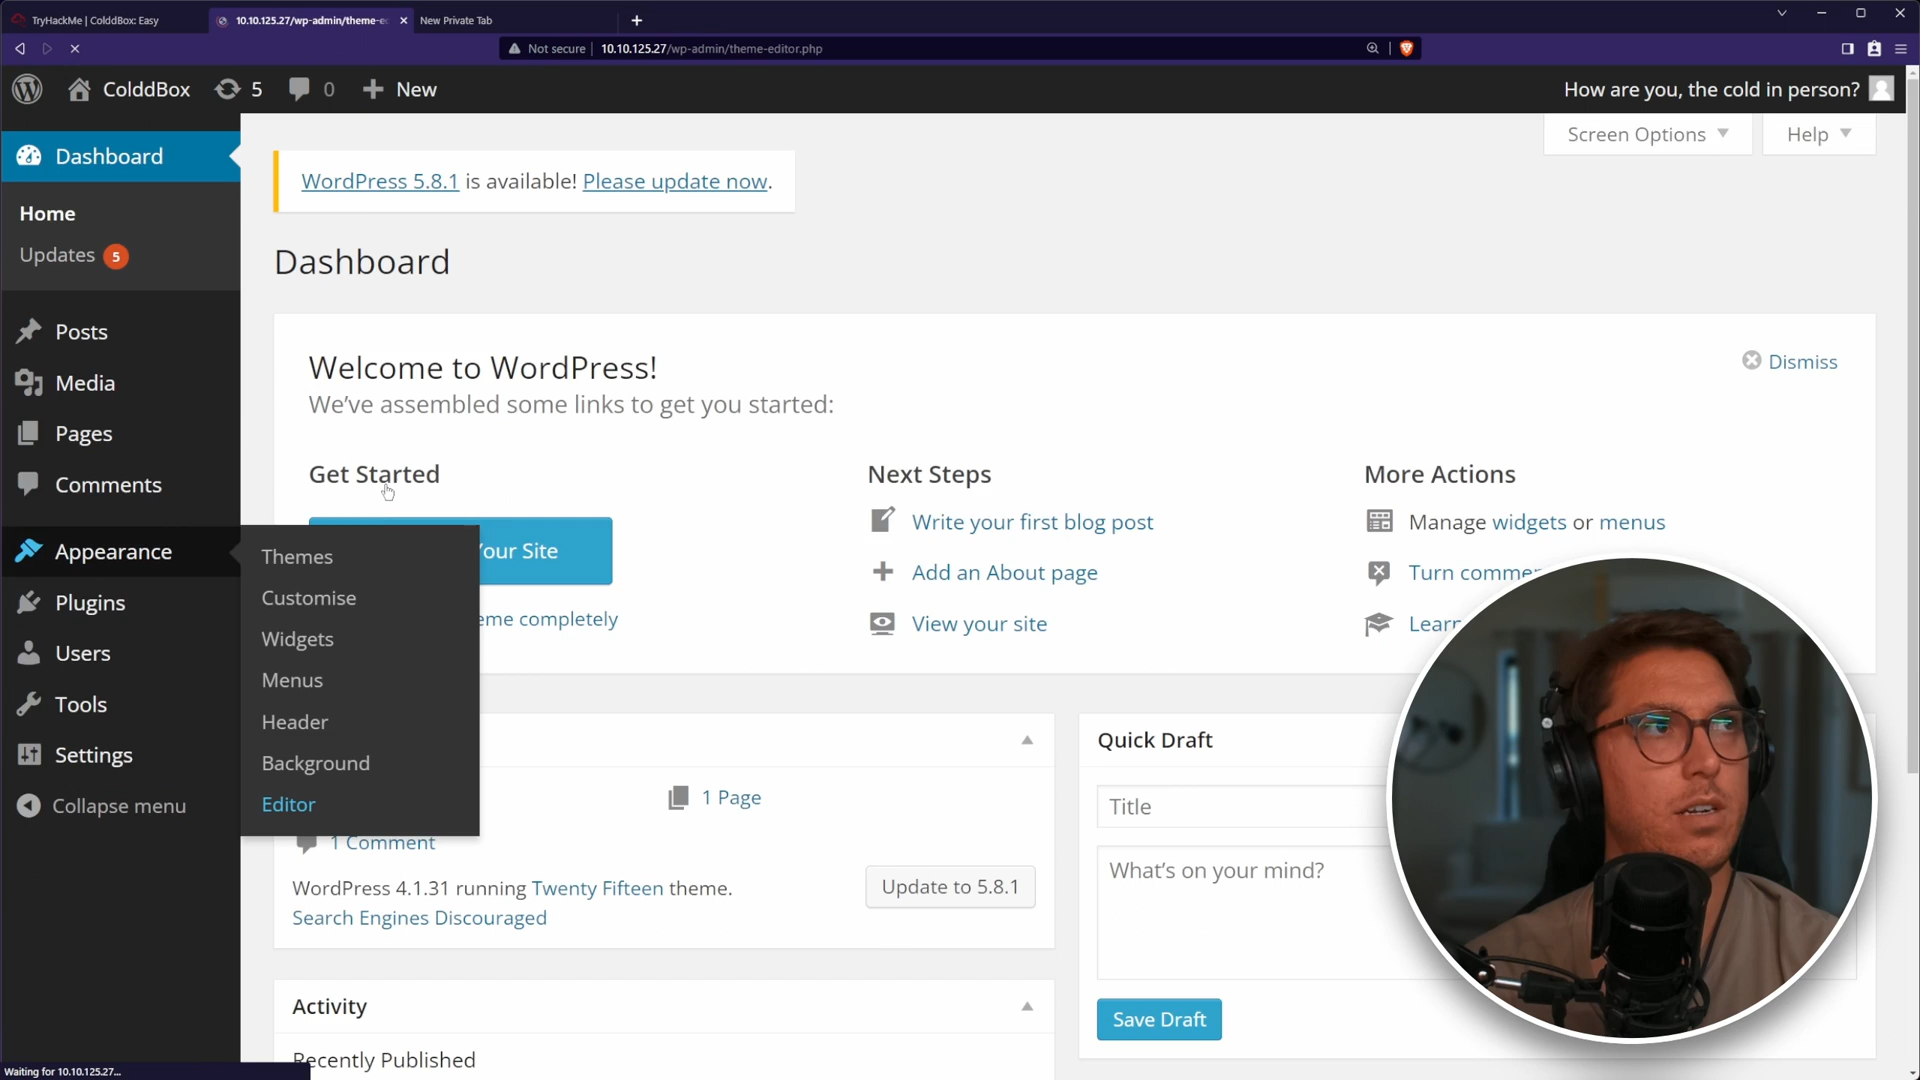 TryHackMe | ColddBox: Easy
10.10.125.27/wp-admin/theme-e
New Private Tab
Not secure
10.10.125.27/wp-admin/theme-editor.php
ColddBox
5
0
New
How are you, the cold in person?
Screen Options
Help
Dashboard
Home
Updates 5
Posts
Media
Pages
Comments
Appearance
Plugins
Users
Tools
Settings
Collapse menu
Themes
Customise
Widgets
Menus
Header
Background
Editor
WordPress 5.8.1 is available! Please update now.
Dashboard
Welcome to WordPress!
We've assembled some links to get you started:
Dismiss
Get Started
Your Site
eme completely
Next Steps
Write your first blog post
Add an About page
View your site
More Actions
Manage widgets or menus
Turn comme
Learn
1 Page
1 Comment
WordPress 4.1.31 running Twenty Fifteen theme.
Update to 5.8.1
Search Engines Discouraged
Activity
Recently Published
Quick Draft
Title
What's on your mind?
Save Draft
Waiting for 10.10.125.27...